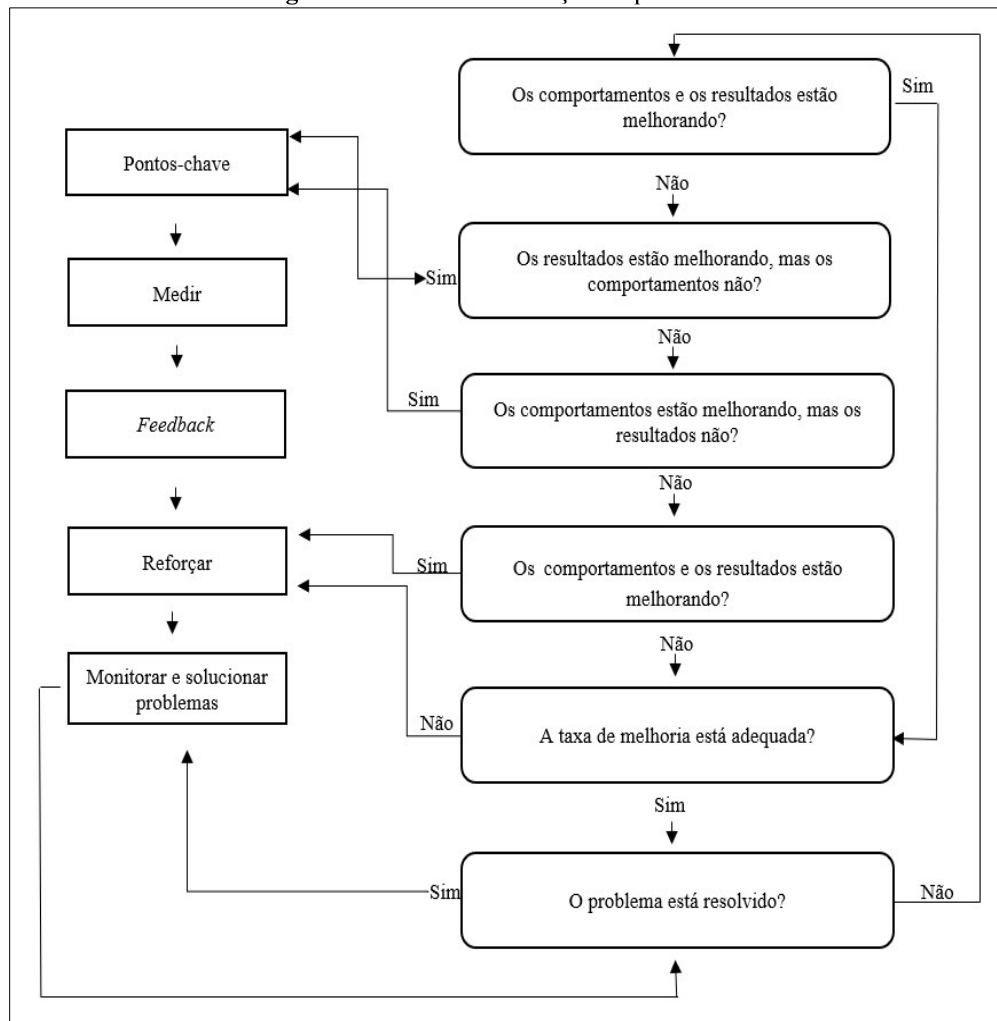 Os comportamentos e os resultados estão
melhorando?
Sim
Pontos-chave
Não
Os resultados estão melhorando, mas os
comportamentos não?
Sim
Medir
Não
Sim
Os comportamentos estão melhorando, mas os
resultados não?
Feedback
Não
Reforçar
Sim
Os comportamentos e os resultados estão
melhorando?
Não
Monitorar e solucionar
problemas
Não
A taxa de melhoria está adequada?
Sim
Sim
O problema está resolvido?
Não